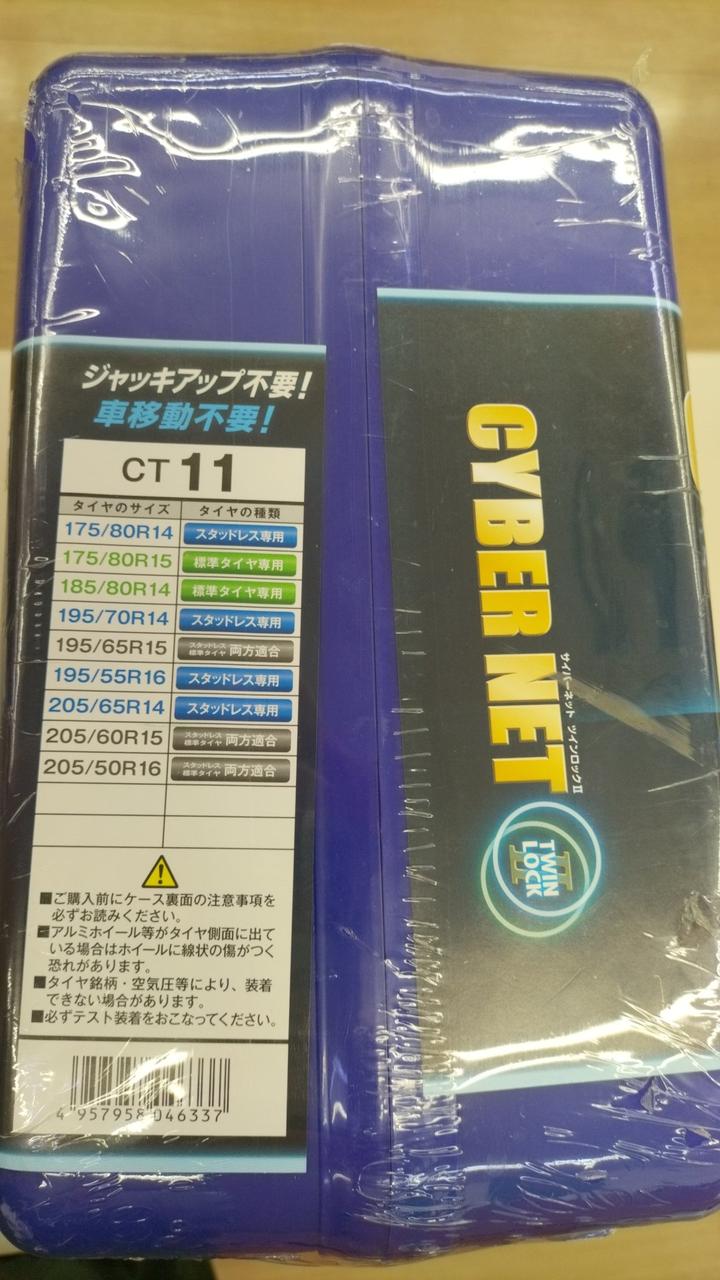 ジャッキアップ不要!
車移動不要!
CT 11
タイヤのサイズ タイヤの種類
175/80R14 スタッドレス専用
175/80R15 標準タイヤ専用
185/80R14 標準タイヤ専用
195/70R14 スタッドレス専用
195/65R15 スタッドレス 標準タイヤ 両方適合
195/55R16 スタッドレス専用
205/65R14 スタッドレス専用
205/60R15 スタッドレス 標準タイヤ 両方適合
205/50R16 スタッドレス 標準タイヤ 両方適合
■ご購入前にケース裏面の注意事項を
必ずお読みください。
■アルミホイール等がタイヤ側面に出て
いる場合はホイールに線状の傷がつく
恐れがあります。
■タイヤ銘柄・空気圧等により、装着
できない場合があります。
■必ずテスト装着をおこなってください。
4 957958 046337
CYBER NET
サイバーネット ツインロックII
TWIN
LOCK
II